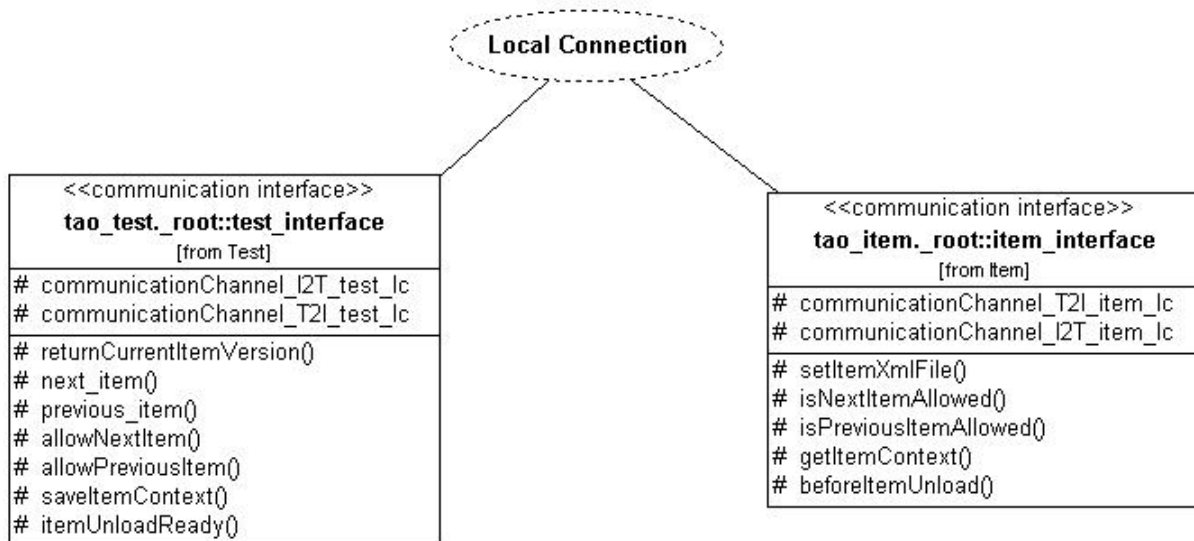 Local Connection
<<communication interface>>
tao_test._root::test_interface
[from Test]
# communicationChannel_I2T_test_lc
# communicationChannel_T2I_test_lc
# returnCurrentItemVersion()
# next_item()
# previous_item()
# allowNextItem()
# allowPreviousItem()
# saveItemContext()
# itemUnloadReady()
<<communication interface>>
tao_item._root::item_interface
[from Item]
# communicationChannel_T2I_item_lc
# communicationChannel_I2T_item_lc
# setItemXmlFile()
# isNextItemAllowed()
# isPreviousItemAllowed()
# getItemContext()
# beforeItemUnload()